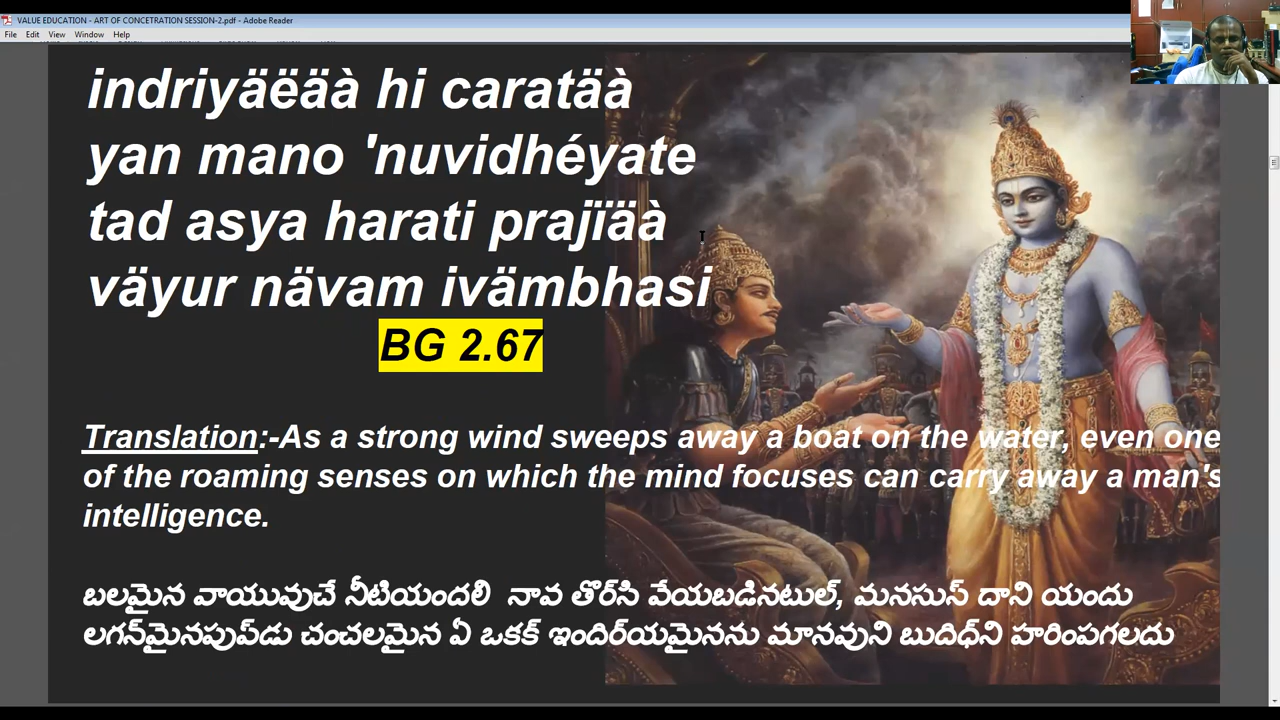 VALUE EDUCATION - ART OF CONCETRATION SESSION-2.pdf - Adobe Reader
File Edit View Window Help
indriyäëäà hi caratäà
yan mano 'nuvidhéyate
tad asya harati prajïäà
väyur nävam ivämbhasi
BG 2.67
Translation:-As a strong wind sweeps away a boat on the water, even one
of the roaming senses on which the mind focuses can carry away a man's
intelligence.
బలమైన వాయువుచే నీటియందలి నావ తొర్‌సి వేయబడినటుల్, మనసుస్ దాని యందు
లగన్‌మైనపుప్‌డు చంచలమైన ఏ ఒకక్ ఇందిర్‌యమైనను మానవుని బుదిధ్‌ని హరింపగలదు